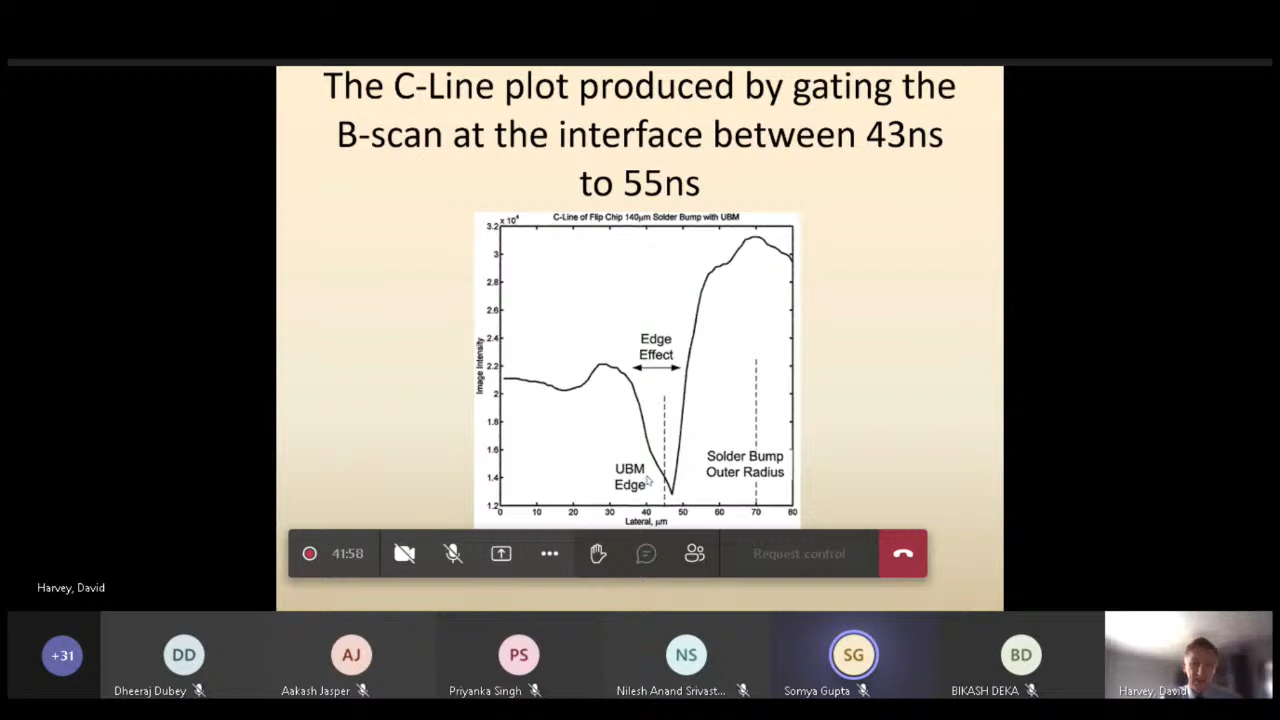 The C-Line plot produced by gating the
B-scan at the interface between 43ns
to 55ns
C-Line of Flip Chip 140µm Solder Bump with UBM
x 10⁴
3.2
3
2.8
2.6
2.4
2.2
2
1.8
1.6
1.4
1.2
Image Intensity
Edge
Effect
UBM
Edge
Solder Bump
Outer Radius
0 10 20 30 40 50 60 70 80
Lateral, µm
41:58
Request control
Harvey, David
+31
DD
AJ
PS
NS
SG
BD
Dheeraj Dubey
Aakash Jasper
Priyanka Singh
Nilesh Anand Srivast...
Somya Gupta
BIKASH DEKA
Harvey, David